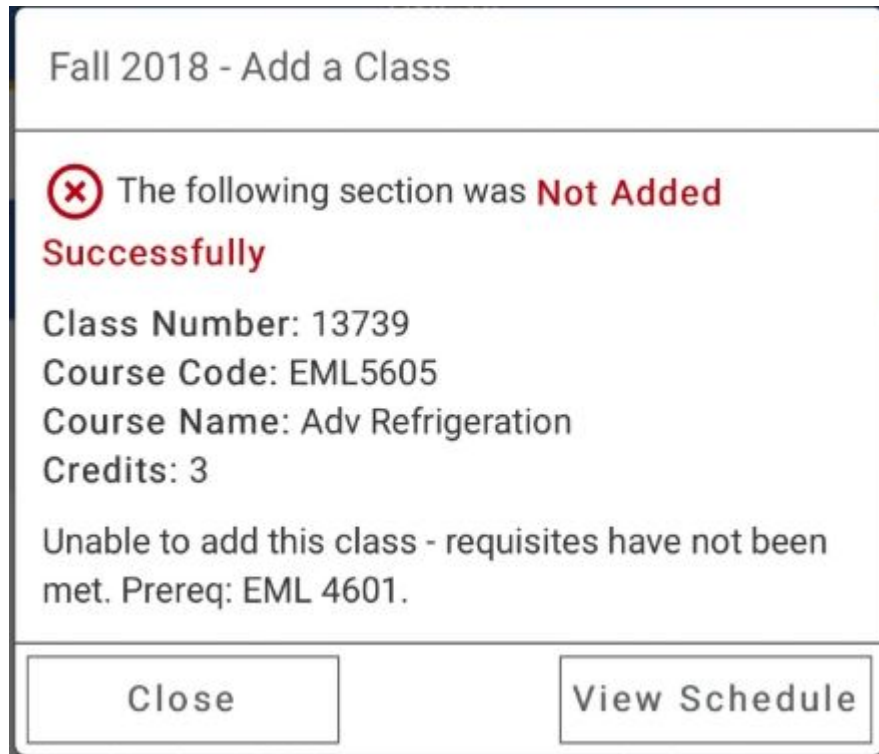 Fall 2018 - Add a Class
The following section was Not Added
Successfully
Class Number: 13739
Course Code: EML5605
Course Name: Adv Refrigeration
Credits: 3
Unable to add this class - requisites have not been
met. Prereq: EML 4601.
Close
View Schedule